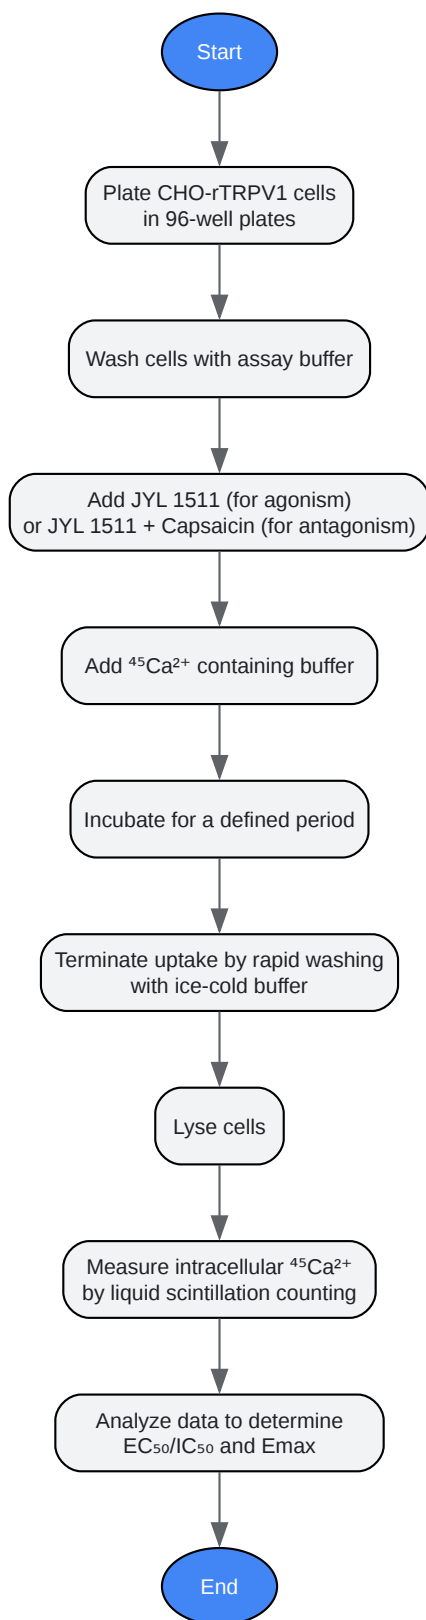 Start
Plate CHO-rTRPV1 cells
in 96-well plates
Wash cells with assay buffer
Add JYL 1511 (for agonism)
or JYL 1511 + Capsaicin (for antagonism)
Add ⁴⁵Ca²⁺ containing buffer
Incubate for a defined period
Terminate uptake by rapid washing
with ice-cold buffer
Lyse cells
Measure intracellular ⁴⁵Ca²⁺
by liquid scintillation counting
Analyze data to determine
EC₅₀/IC₅₀ and Emax
End